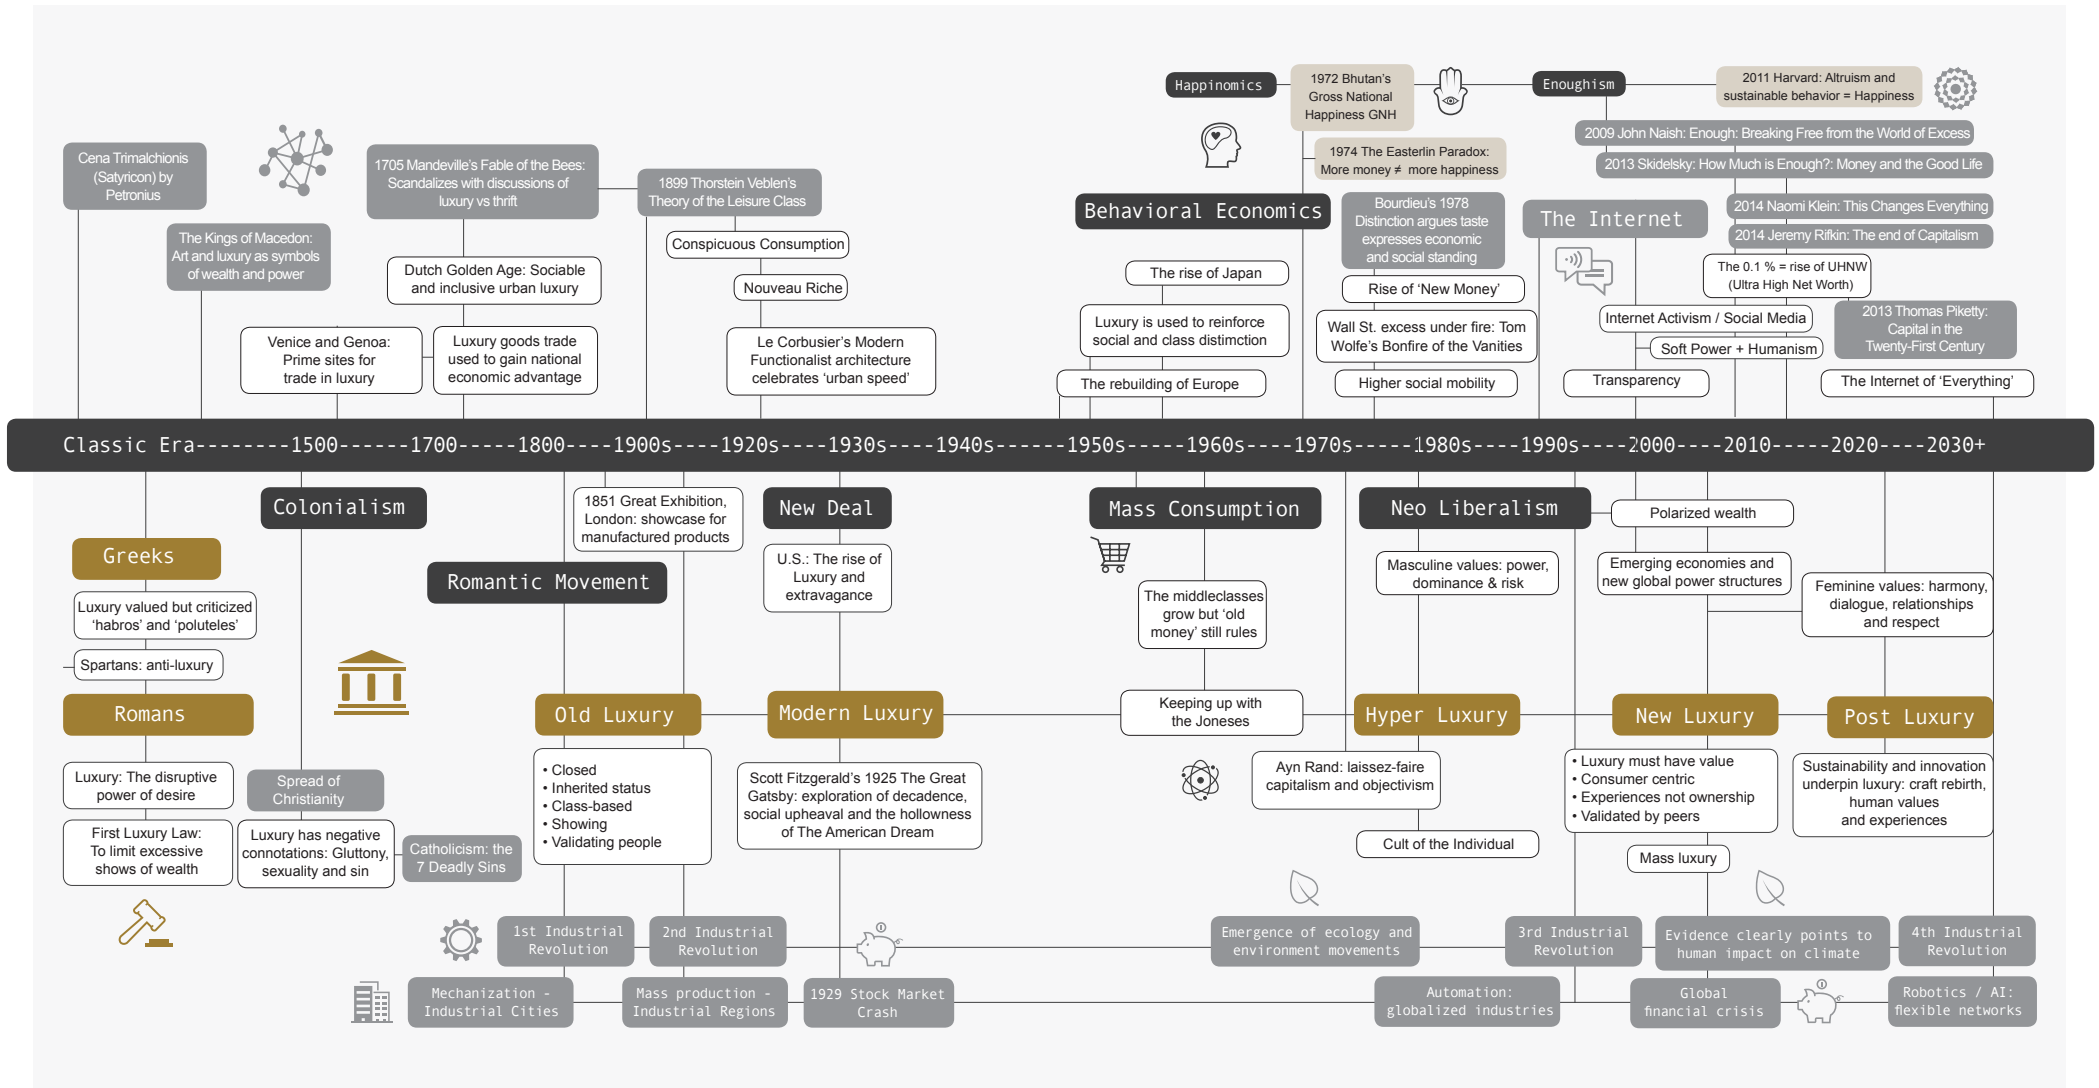 Happinomics
1972 Bhutan's
Gross National
Happiness GNH
Enoughism
2011 Harvard: Altruism and
sustainable behavior = Happiness
2009 John Naish: Enough: Breaking Free from the World of Excess
1974 The Easterlin Paradox:
More money ≠ more happiness
2013 Skidelsky: How Much is Enough?: Money and the Good Life
Cena Trimalchionis
(Satyricon) by
Petronius
1705 Mandeville's Fable of the Bees:
Scandalizes with discussions of
luxury vs thrift
1899 Thorstein Veblen's
Theory of the Leisure Class
Behavioral Economics
Bourdieu's 1978
Distinction argues taste
expresses economic
and social standing
The Internet
2014 Naomi Klein: This Changes Everything
2014 Jeremy Rifkin: The end of Capitalism
The Kings of Macedon:
Art and luxury as symbols
of wealth and power
Conspicuous Consumption
Dutch Golden Age: Sociable
and inclusive urban luxury
Nouveau Riche
The rise of Japan
Rise of ‘New Money’
The 0.1 % = rise of UHNW
(Ultra High Net Worth)
Venice and Genoa:
Prime sites for
trade in luxury
Luxury goods trade
used to gain national
economic advantage
Le Corbusier's Modern
Functionalist architecture
celebrates ‘urban speed’
Luxury is used to reinforce
social and class distimction
Wall St. excess under fire: Tom
Wolfe's Bonfire of the Vanities
Internet Activism / Social Media
Soft Power + Humanism
2013 Thomas Piketty:
Capital in the
Twenty-First Century
The rebuilding of Europe
Higher social mobility
Transparency
The Internet of ‘Everything’
Classic Era--------1500------1700-----1800----1900s----1920s----1930s----1940s------1950s-----1960s----1970s-----1980s----1990s----2000----2010-----2020----2030+
Colonialism
1851 Great Exhibition,
London: showcase for
manufactured products
New Deal
Mass Consumption
Neo Liberalism
Polarized wealth
Greeks
Romantic Movement
U.S.: The rise of
Luxury and
extravagance
Masculine values: power,
dominance & risk
Emerging economies and
new global power structures
Feminine values: harmony,
dialogue, relationships
and respect
Luxury valued but criticized
‘habros’ and ‘poluteles’
The middleclasses
grow but ‘old
money’ still rules
Spartans: anti-luxury
Romans
Old Luxury
Modern Luxury
Keeping up with
the Joneses
Hyper Luxury
New Luxury
Post Luxury
Luxury: The disruptive
power of desire
Spread of
Christianity
• Closed
• Inherited status
• Class-based
• Showing
• Validating people
Scott Fitzgerald's 1925 The Great
Gatsby: exploration of decadence,
social upheaval and the hollowness
of The American Dream
Ayn Rand: laissez-faire
capitalism and objectivism
• Luxury must have value
• Consumer centric
• Experiences not ownership
• Validated by peers
Sustainability and innovation
underpin luxury: craft rebirth,
human values
and experiences
First Luxury Law:
To limit excessive
shows of wealth
Luxury has negative
connotations: Gluttony,
sexuality and sin
Catholicism: the
7 Deadly Sins
Cult of the Individual
Mass luxury
1st Industrial
Revolution
2nd Industrial
Revolution
Emergence of ecology and
environment movements
3rd Industrial
Revolution
Evidence clearly points to
human impact on climate
4th Industrial
Revolution
Mechanization -
Industrial Cities
Mass production -
Industrial Regions
1929 Stock Market
Crash
Automation:
globalized industries
Global
financial crisis
Robotics / AI:
flexible networks